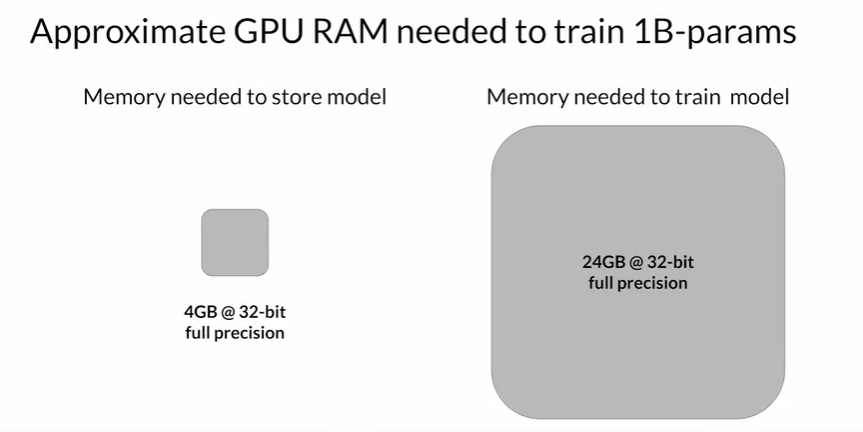 Approximate GPU RAM needed to train 1B-params
Memory needed to store model
Memory needed to train model
4GB @ 32-bit
full precision
24GB @ 32-bit
full precision